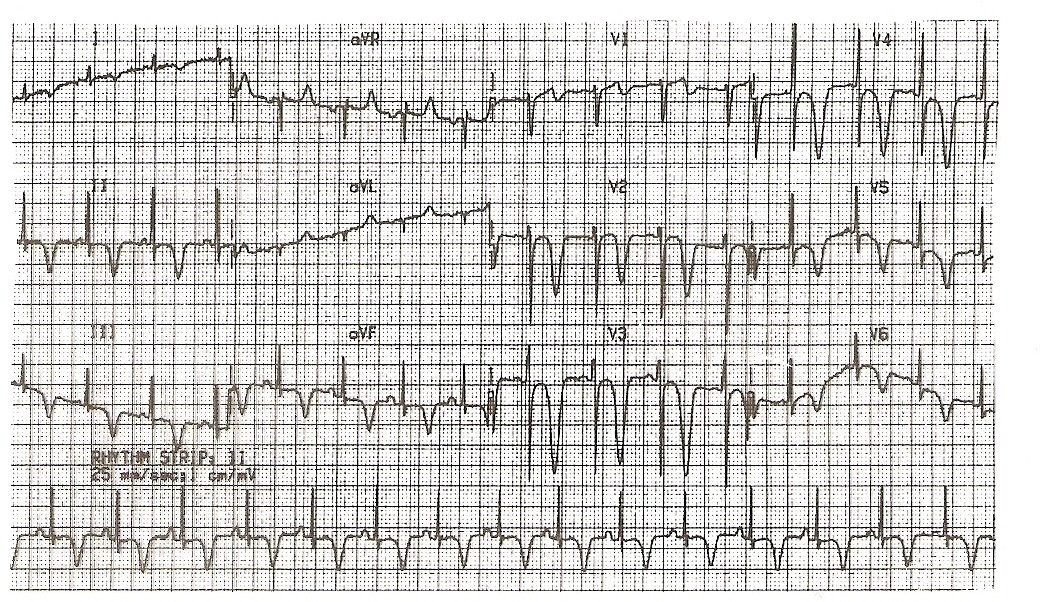 I aVR V1 V4
II aVL V2 V5
III aVF V3 V6
RHYTHM STRIP: II
25 mm/sec; 1 cm/mV